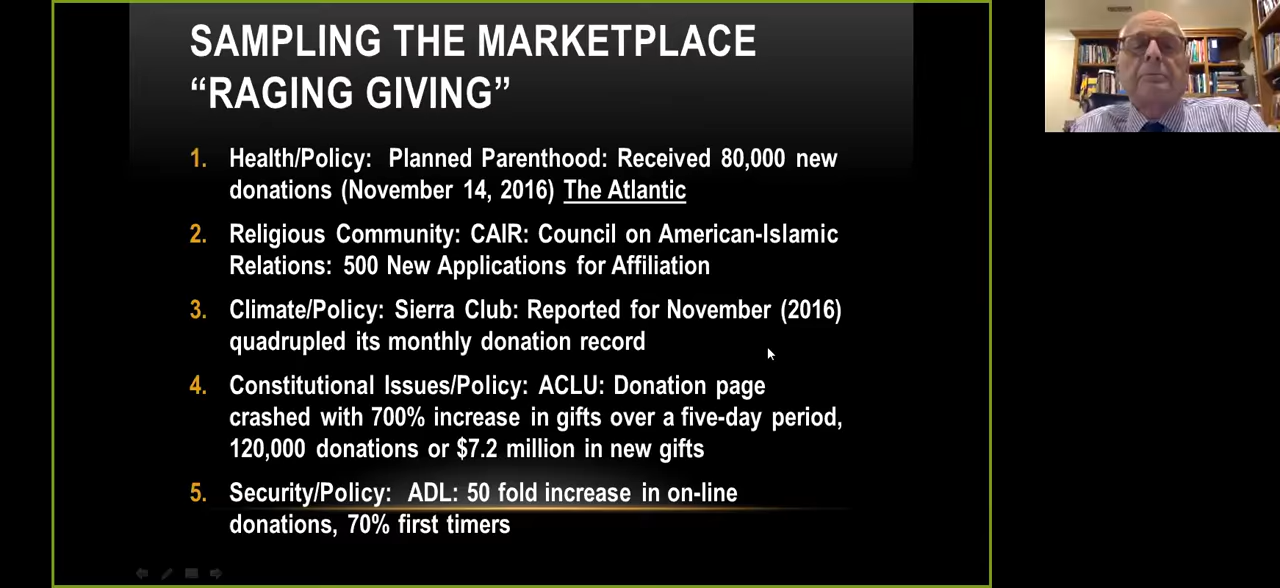 SAMPLING THE MARKETPLACE
“RAGING GIVING”
1. Health/Policy: Planned Parenthood: Received 80,000 new
donations (November 14, 2016) The Atlantic
2. Religious Community: CAIR: Council on American-Islamic
Relations: 500 New Applications for Affiliation
3. Climate/Policy: Sierra Club: Reported for November (2016)
quadrupled its monthly donation record
4. Constitutional Issues/Policy: ACLU: Donation page
crashed with 700% increase in gifts over a five-day period,
120,000 donations or $7.2 million in new gifts
5. Security/Policy: ADL: 50 fold increase in on-line
donations, 70% first timers